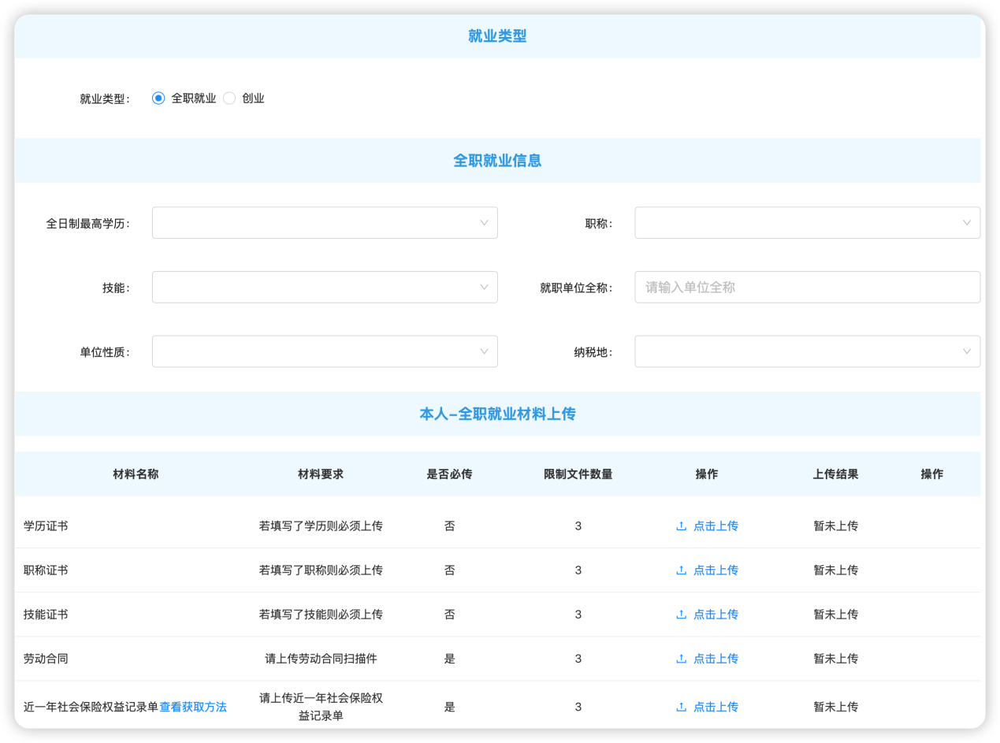 就业类型
就业类型： 全职就业 创业
全职就业信息
全日制最高学历： 职称：
技能： 就职单位全称： 请输入单位全称
单位性质： 纳税地：
本人-全职就业材料上传
材料名称 材料要求 是否必传 限制文件数量 操作 上传结果 操作
学历证书 若填写了学历则必须上传 否 3 点击上传 暂未上传
职称证书 若填写了职称则必须上传 否 3 点击上传 暂未上传
技能证书 若填写了技能则必须上传 否 3 点击上传 暂未上传
劳动合同 请上传劳动合同扫描件 是 3 点击上传 暂未上传
近一年社会保险权益记录单查看获取方法 请上传近一年社会保险权 是 3 点击上传 暂未上传
益记录单